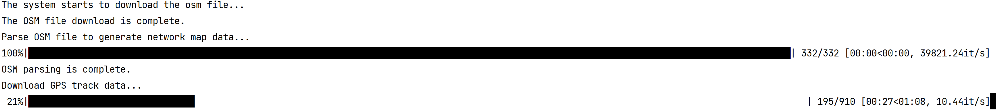 The system starts to download the osm file...
The OSM file download is complete.
Parse OSM file to generate network map data...
100%| | 332/332 [00:00<00:00, 39821.24it/s]
OSM parsing is complete.
Download GPS track data...
21%| | 195/910 [00:27<01:08, 10.44it/s]